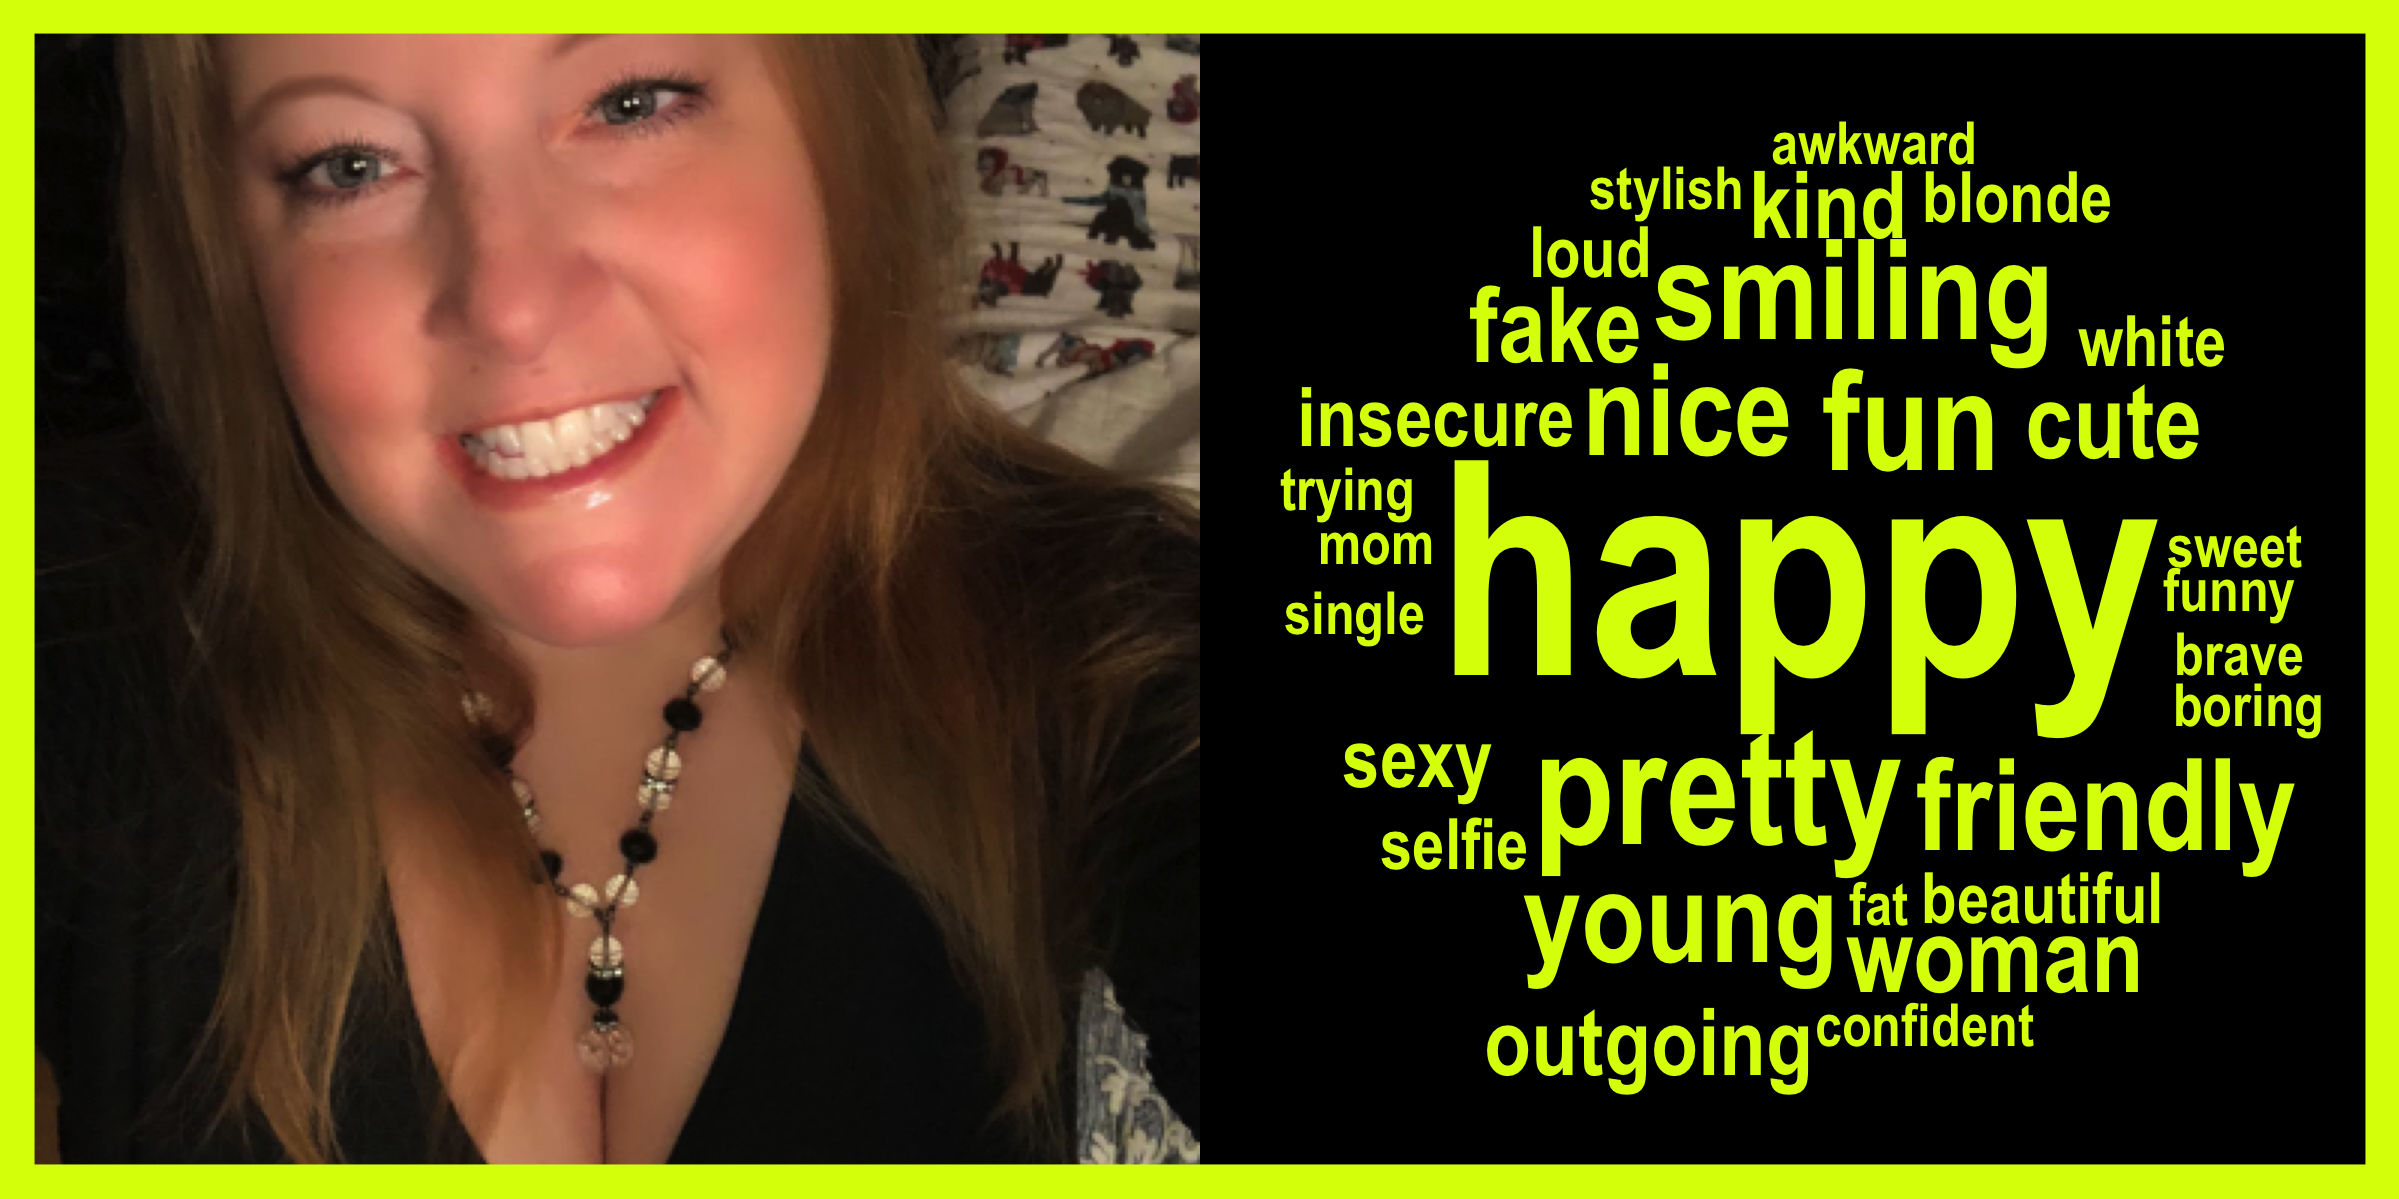 awkward
stylish kind blonde
loud smiling
fake white
insecure nice fun cute
trying happy
mom sweet
single funny
brave
boring
sexy pretty friendly
selfie
young fat beautiful
woman
outgoing confident